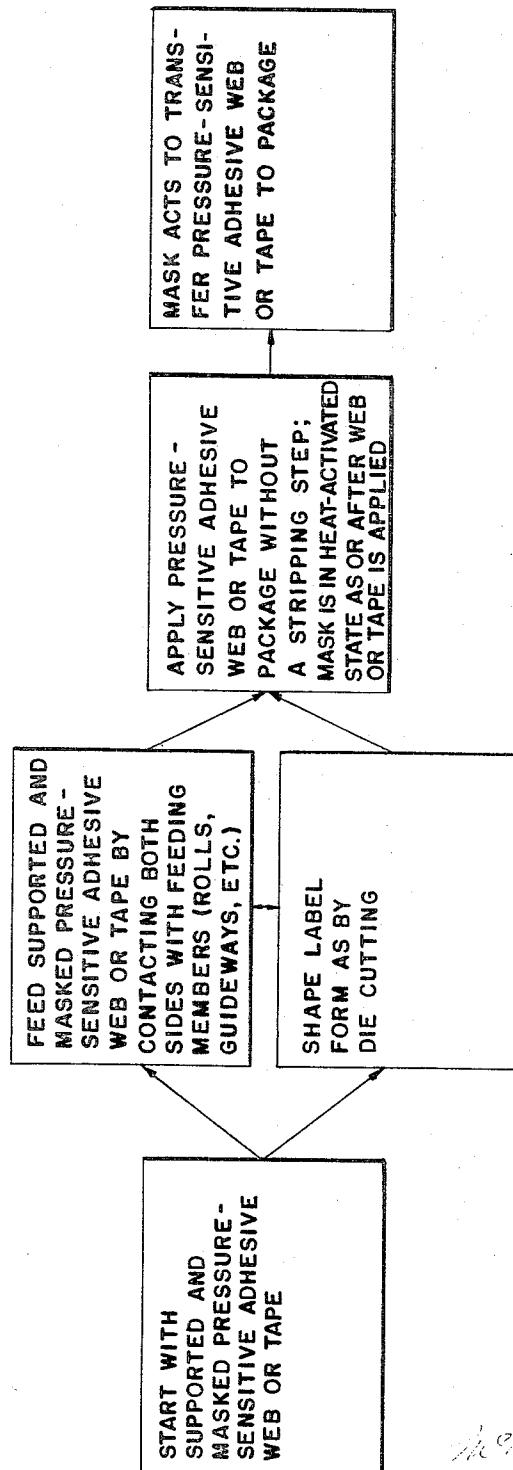 START WITH
SUPPORTED AND
MASKED PRESSURE-
SENSITIVE ADHESIVE
WEB OR TAPE
FEED SUPPORTED AND
MASKED PRESSURE-
SENSITIVE ADHESIVE
WEB OR TAPE BY
CONTACTING BOTH
SIDES WITH FEEDING
MEMBERS (ROLLS,
GUIDEWAYS, ETC.)
SHAPE LABEL
FORM AS BY
DIE CUTTING
APPLY PRESSURE-
SENSITIVE ADHESIVE
WEB OR TAPE TO
PACKAGE WITHOUT
A STRIPPING STEP;
MASK IS IN HEAT-ACTIVATED
STATE AS OR AFTER WEB
OR TAPE IS APPLIED
MASK ACTS TO TRANS-
FER PRESSURE-SENSI-
TIVE ADHESIVE WEB
OR TAPE TO PACKAGE